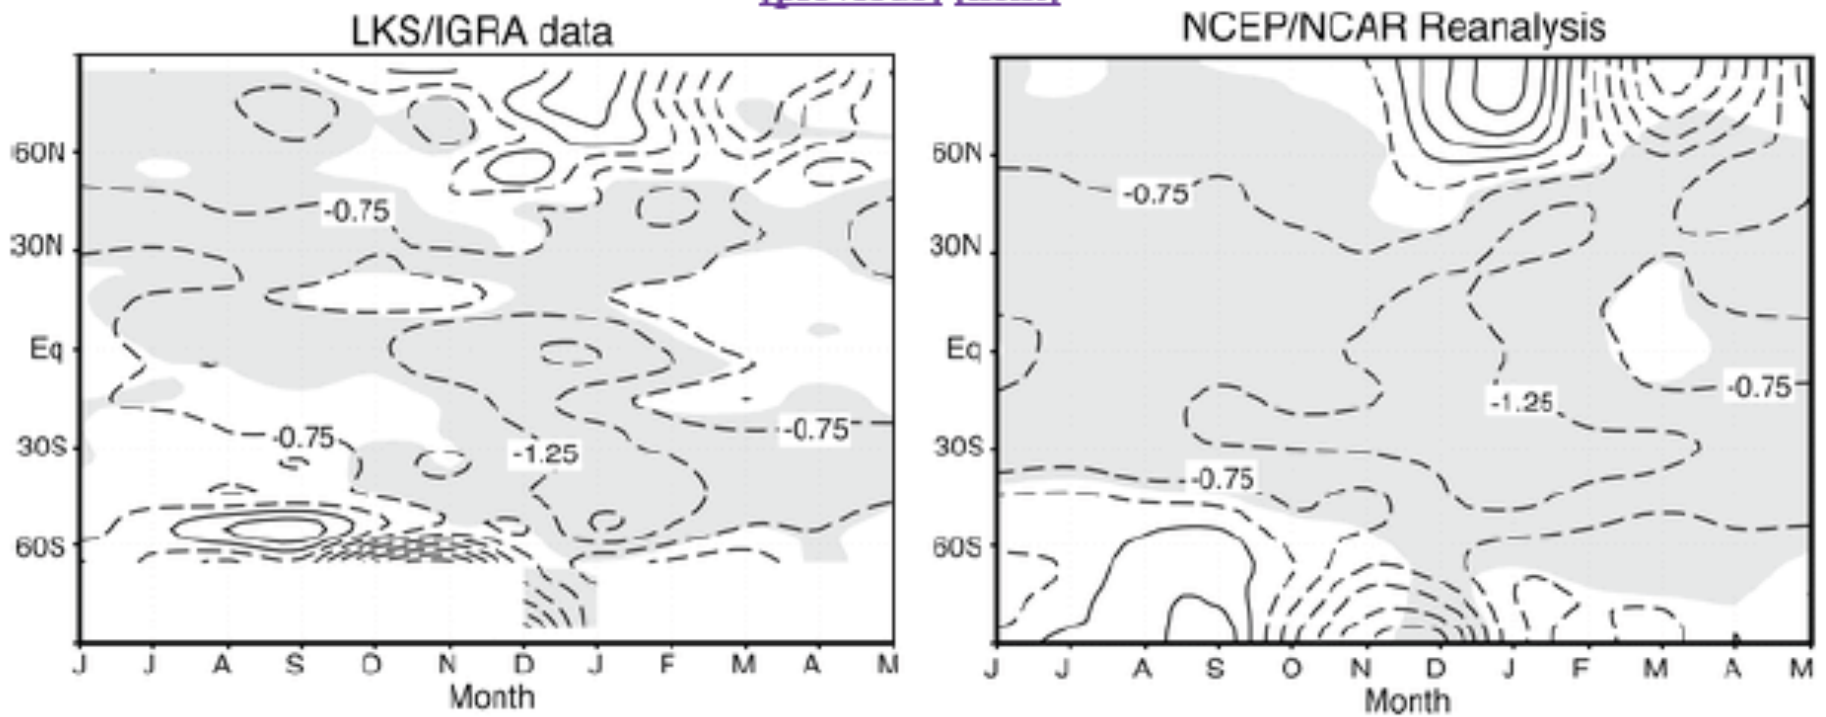 LKS/IGRA data
60N
30N
Eq
30S
60S
-0.75
-0.75
-1.25
-0.75
J J A S O N D J F M A M
Month
NCEP/NCAR Reanalysis
60N
30N
Eq
30S
60S
-0.75
-1.25
-0.75
-0.75
J J A S O N D J F M A M
Month